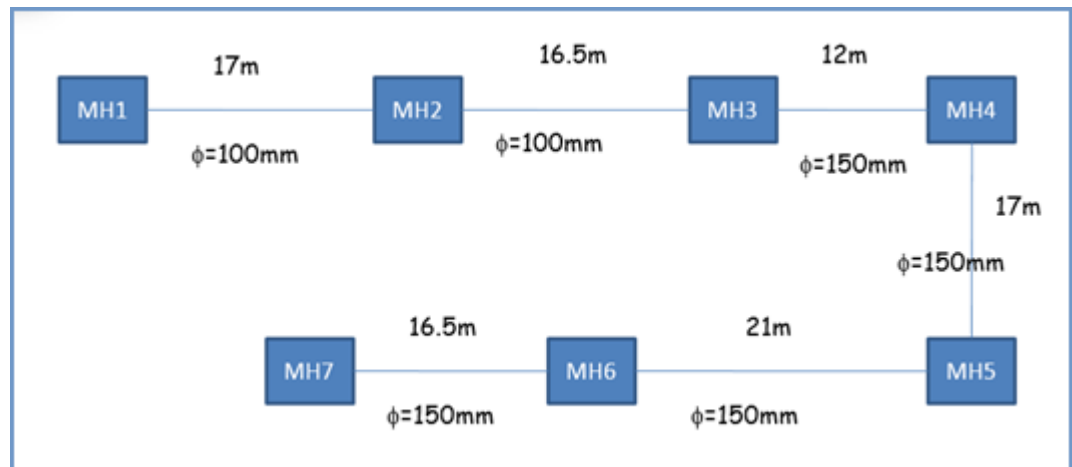 17m
16.5m
12m
MH1
MH2
MH3
MH4
ϕ=100mm
ϕ=100mm
ϕ=150mm
17m
ϕ=150mm
16.5m
21m
MH7
MH6
MH5
ϕ=150mm
ϕ=150mm